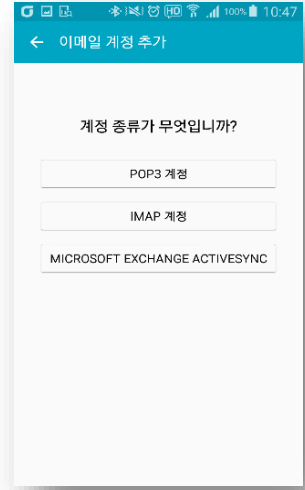 HD 100% 10:47
← 이메일 계정 추가
계정 종류가 무엇입니까?
POP3 계정
IMAP 계정
MICROSOFT EXCHANGE ACTIVESYNC